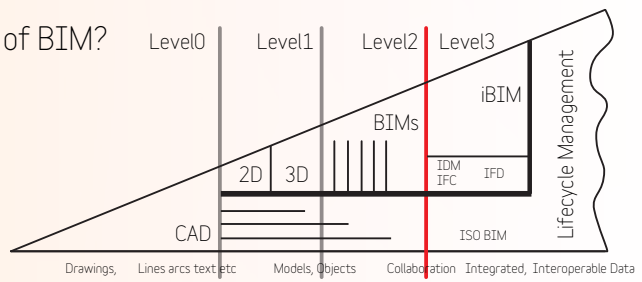 of BIM?
Level0 Level1 Level2 Level3
iBIM
BIMs
2D 3D
IDM
IFC
IFD
CAD
ISO BIM
Lifecycle Management
Drawings, Lines arcs text etc Models, Objects Collaboration Integrated, Interoperable Data